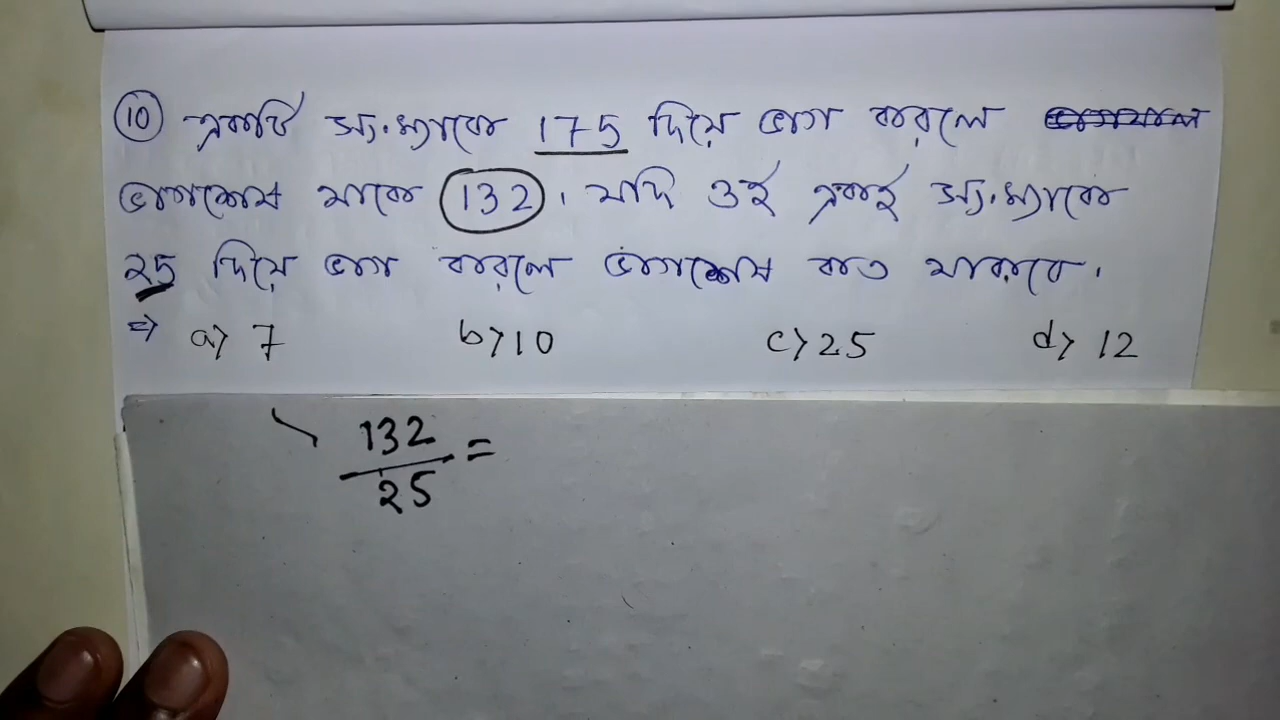 10 একটি সংখ্যাকে 175 দিয়ে ভাগ করলে
ভাগশেষ থাকে 132। যদি ওই একই সংখ্যাকে
25 দিয়ে ভাগ করলে ভাগশেষ কত থাকবে।
⇒ a> 7 b> 10 c> 25 d> 12
132
25 =